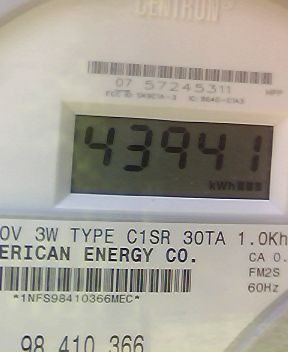 CENTRON®
07 57245311
43941
kWh
0V 3W TYPE C1SR 30TA 1.0Kh
ERICAN ENERGY CO.
CA 0.
FM2S
60Hz
*1NFS98410366MEC*
98 410 366